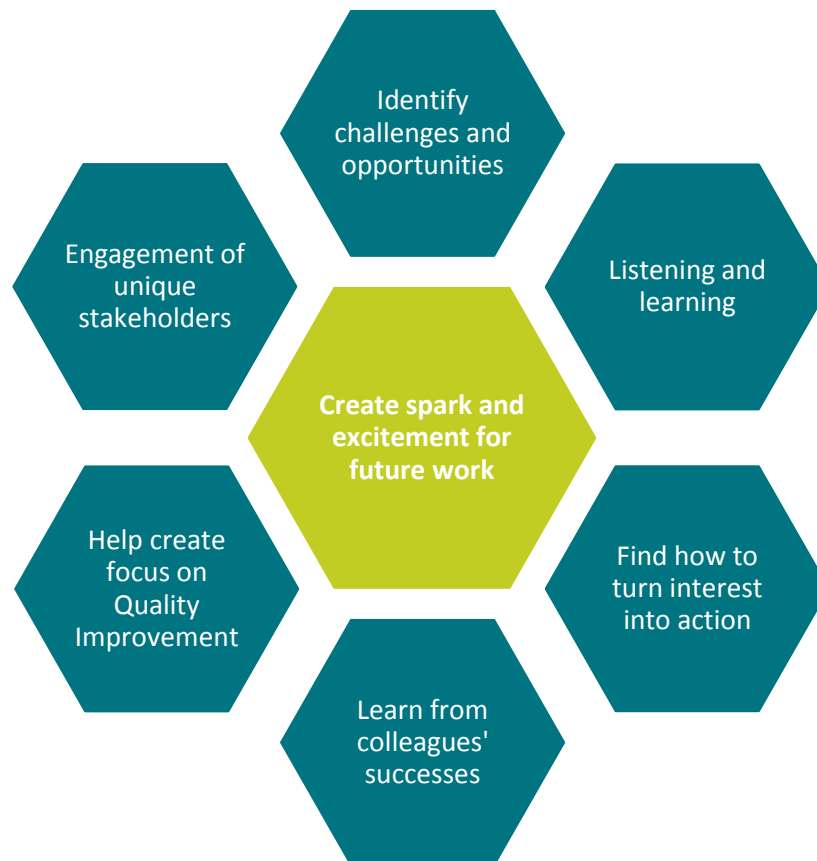 Identify
challenges and
opportunities
Engagement of
unique
stakeholders
Listening and
learning
Create spark and
excitement for
future work
Help create
focus on
Quality
Improvement
Find how to
turn interest
into action
Learn from
colleagues'
successes